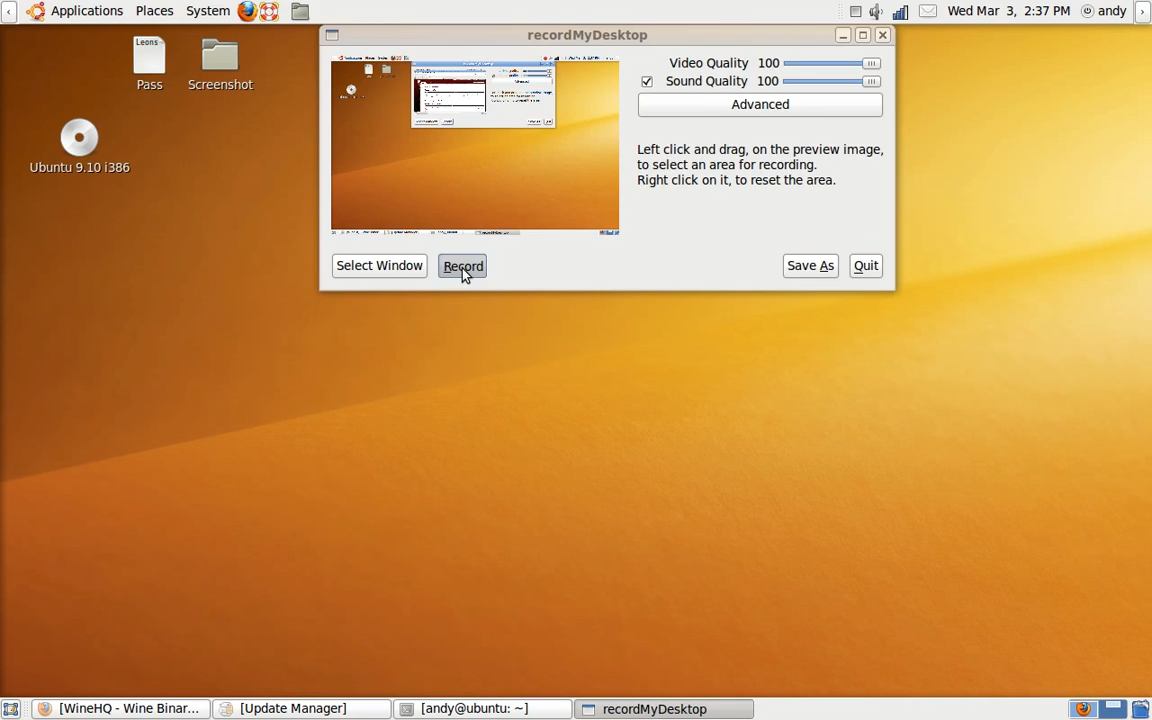 Applications Places System Wed Mar 3, 2:37 PM andy
recordMyDesktop
Leons
Pass
Screenshot
Ubuntu 9.10 i386
Video Quality 100
Sound Quality 100
Advanced
Left click and drag, on the preview image,
to select an area for recording.
Right click on it, to reset the area.
Select Window Record Save As Quit
[WineHQ - Wine Binar... [Update Manager] [andy@ubuntu: ~] recordMyDesktop